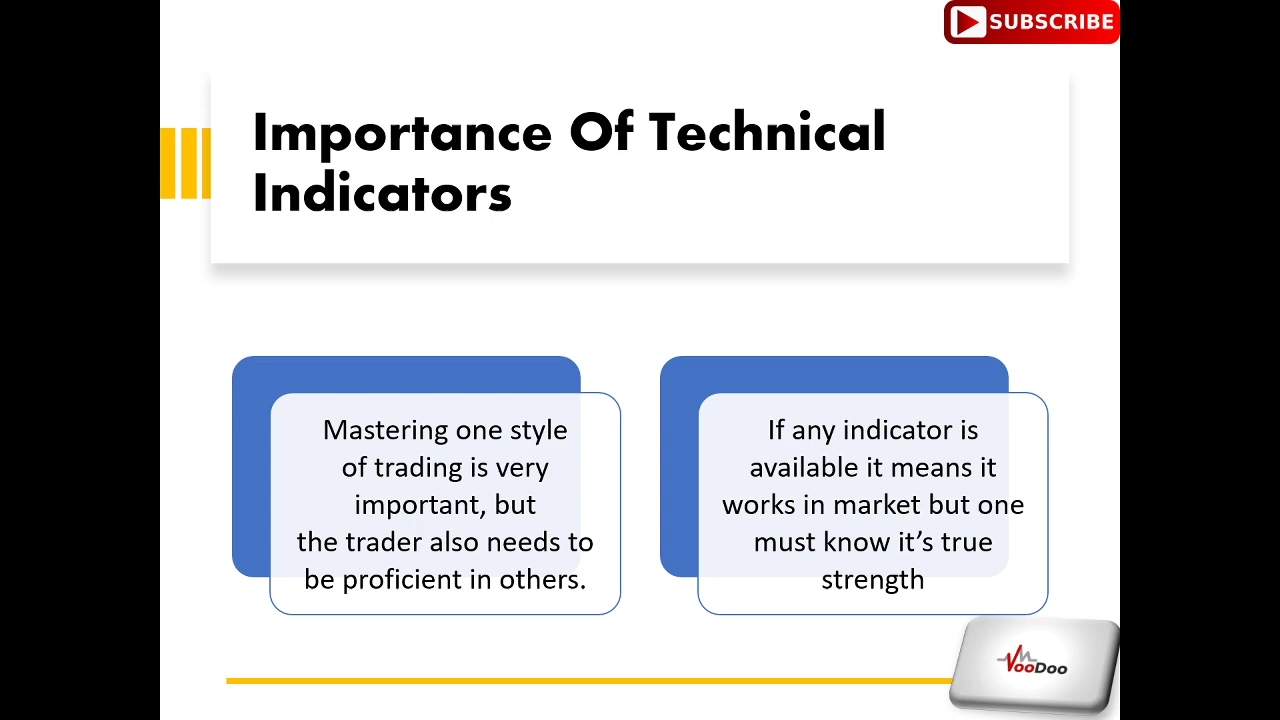 SUBSCRIBE
Importance Of Technical
Indicators
Mastering one style
of trading is very
important, but
the trader also needs to
be proficient in others.
If any indicator is
available it means it
works in market but one
must know it’s true
strength
VooDoo